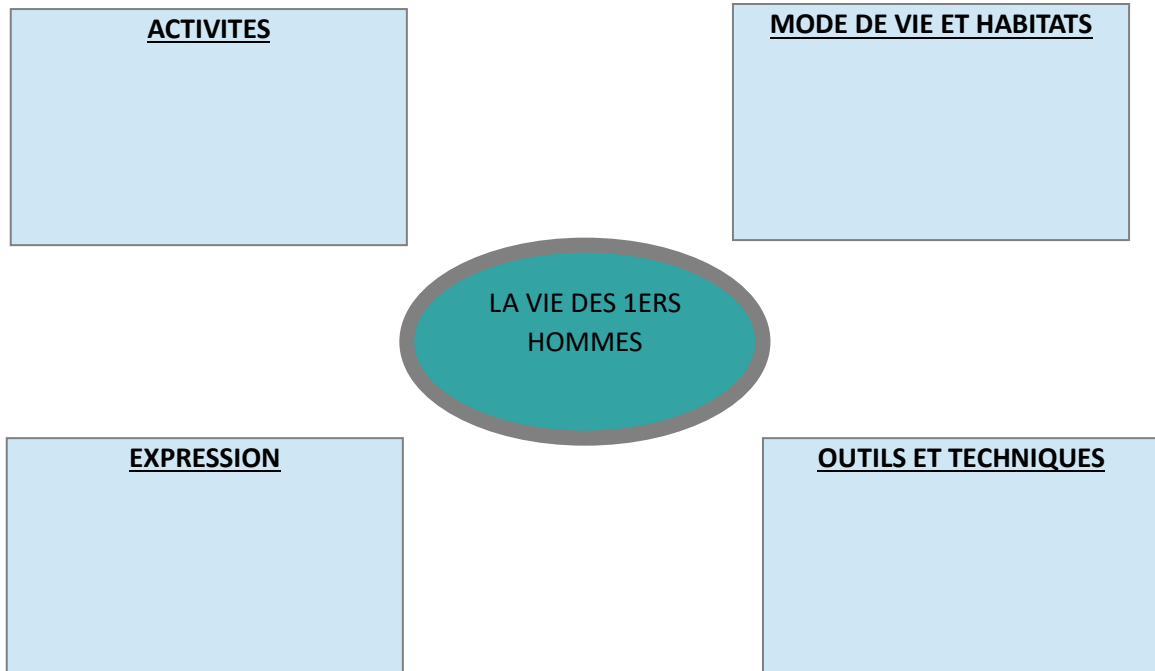 ACTIVITES
MODE DE VIE ET HABITATS
LA VIE DES 1ERS
HOMMES
EXPRESSION
OUTILS ET TECHNIQUES